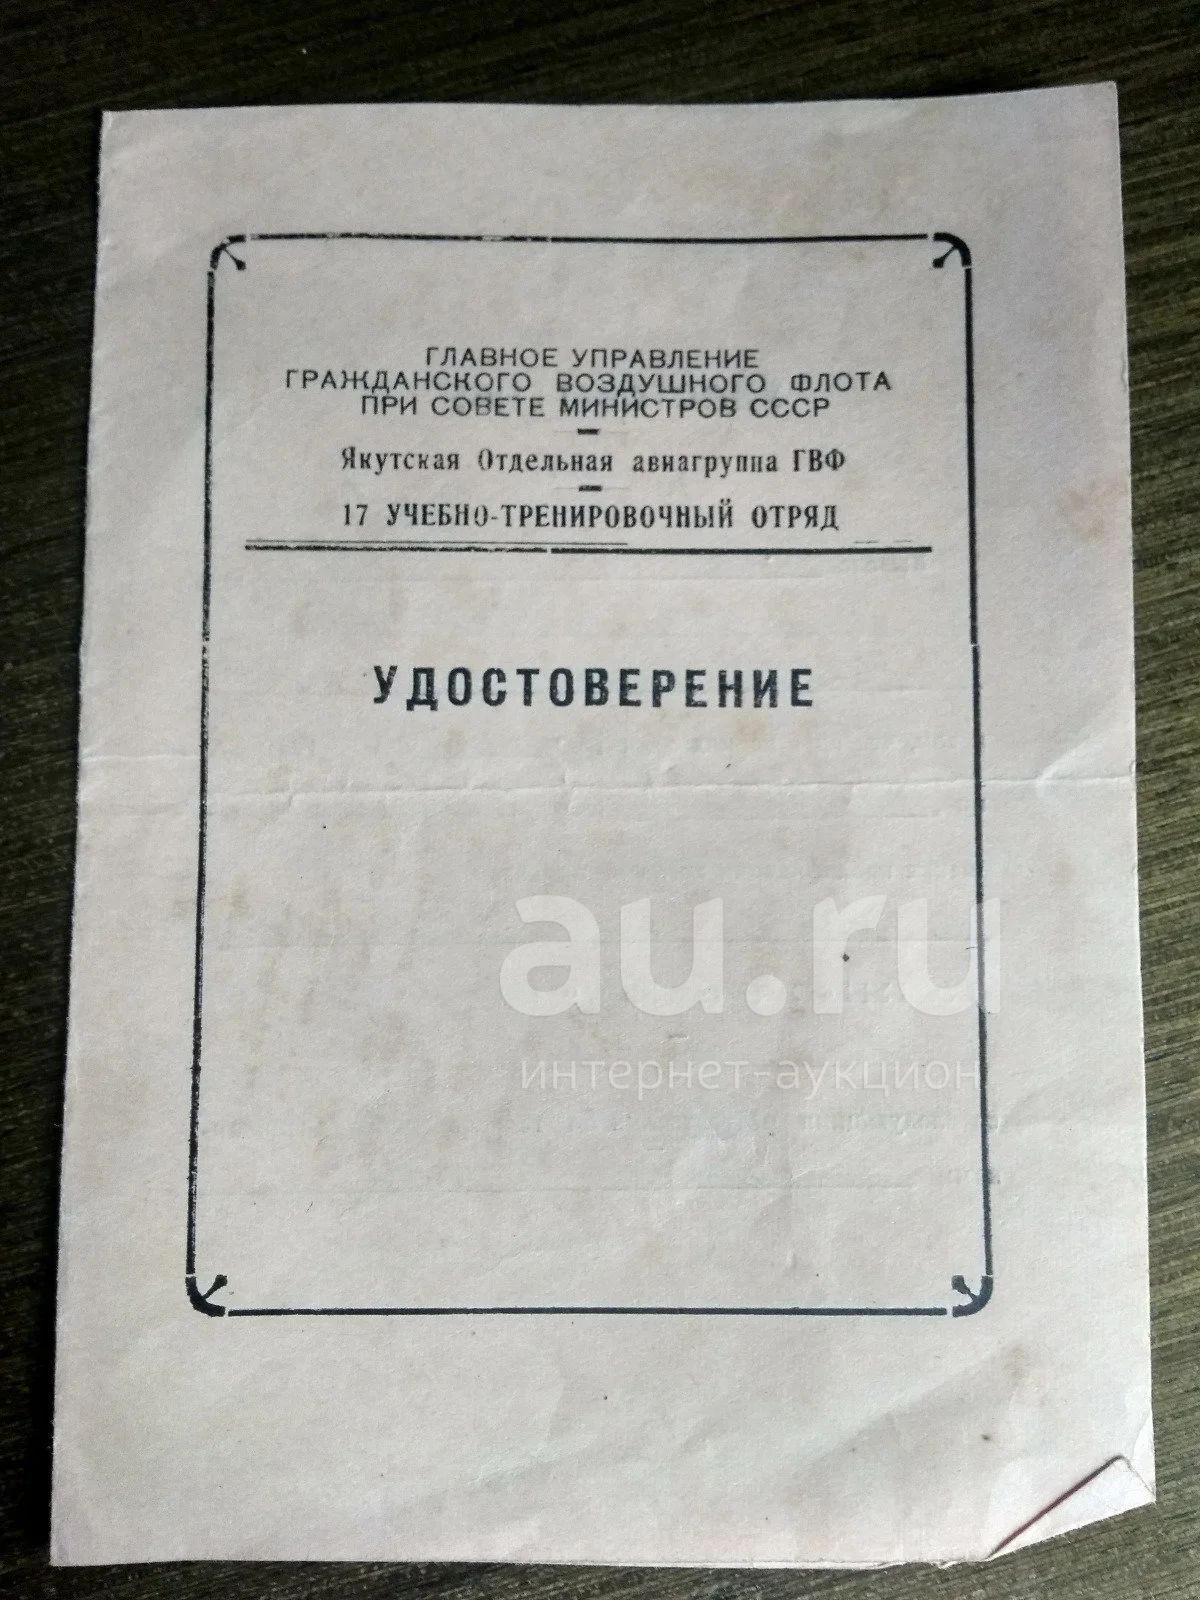 ГЛАВНОЕ УПРАВЛЕНИЕ
ГРАЖДАНСКОГО ВОЗДУШНОГО ФЛОТА
ПРИ СОВЕТЕ МИНИСТРОВ СССР
Якутская Отдельная авиагруппа ГВФ
17 УЧЕБНО-ТРЕНИРОВОЧНЫЙ ОТРЯД
УДОСТОВЕРЕНИЕ
au.ru
интернет-аукцион